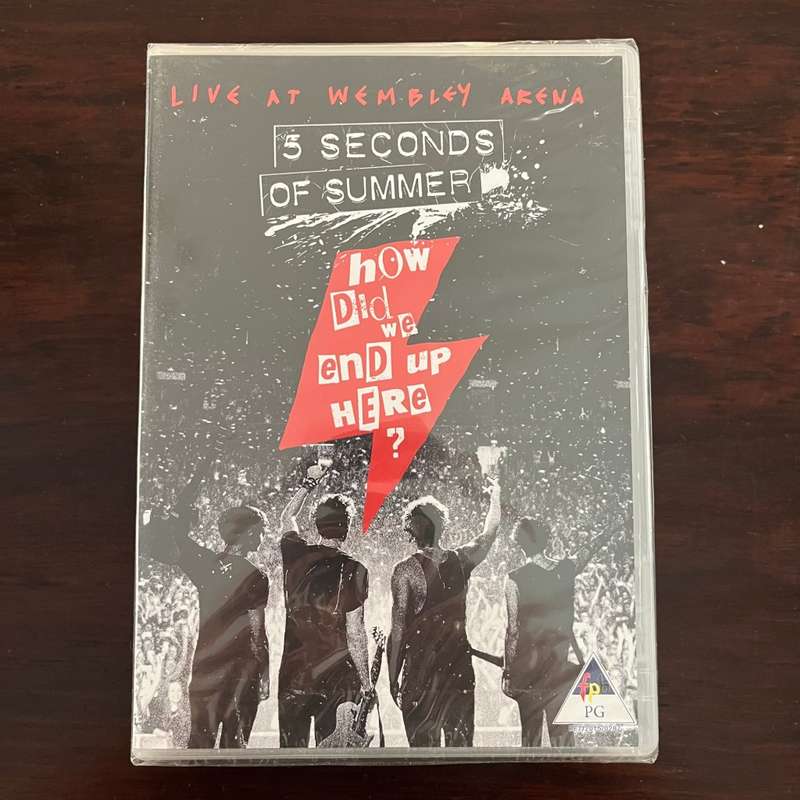 LIVE AT WEMBLEY ARENA
5 SECONDS
OF SUMMER
hOW
DId
we
enD uP
HERe
?
fpb
PG